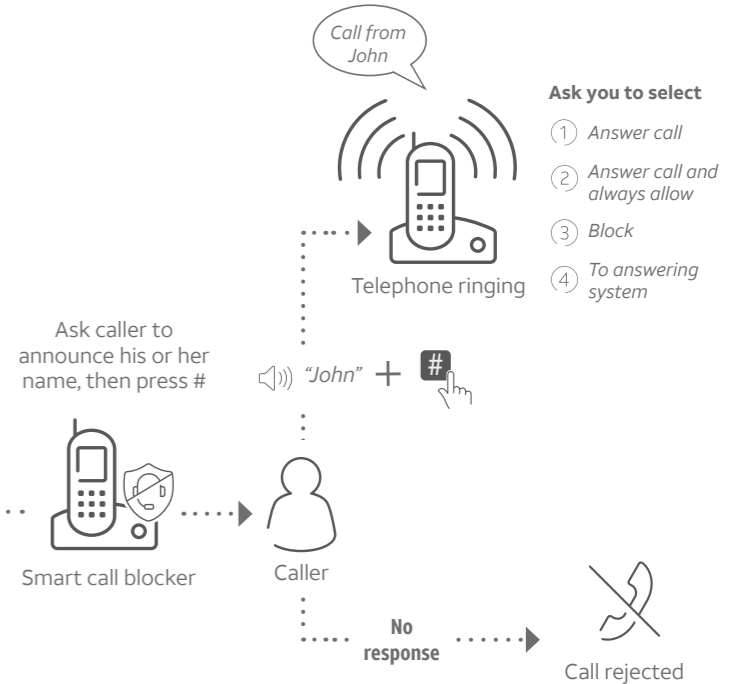 Call from
John
Ask you to select
1 Answer call
2 Answer call and
always allow
3 Block
4 To answering
system
Telephone ringing
Ask caller to
announce his or her
name, then press #
"John" + #
Smart call blocker
Caller
No
response
Call rejected